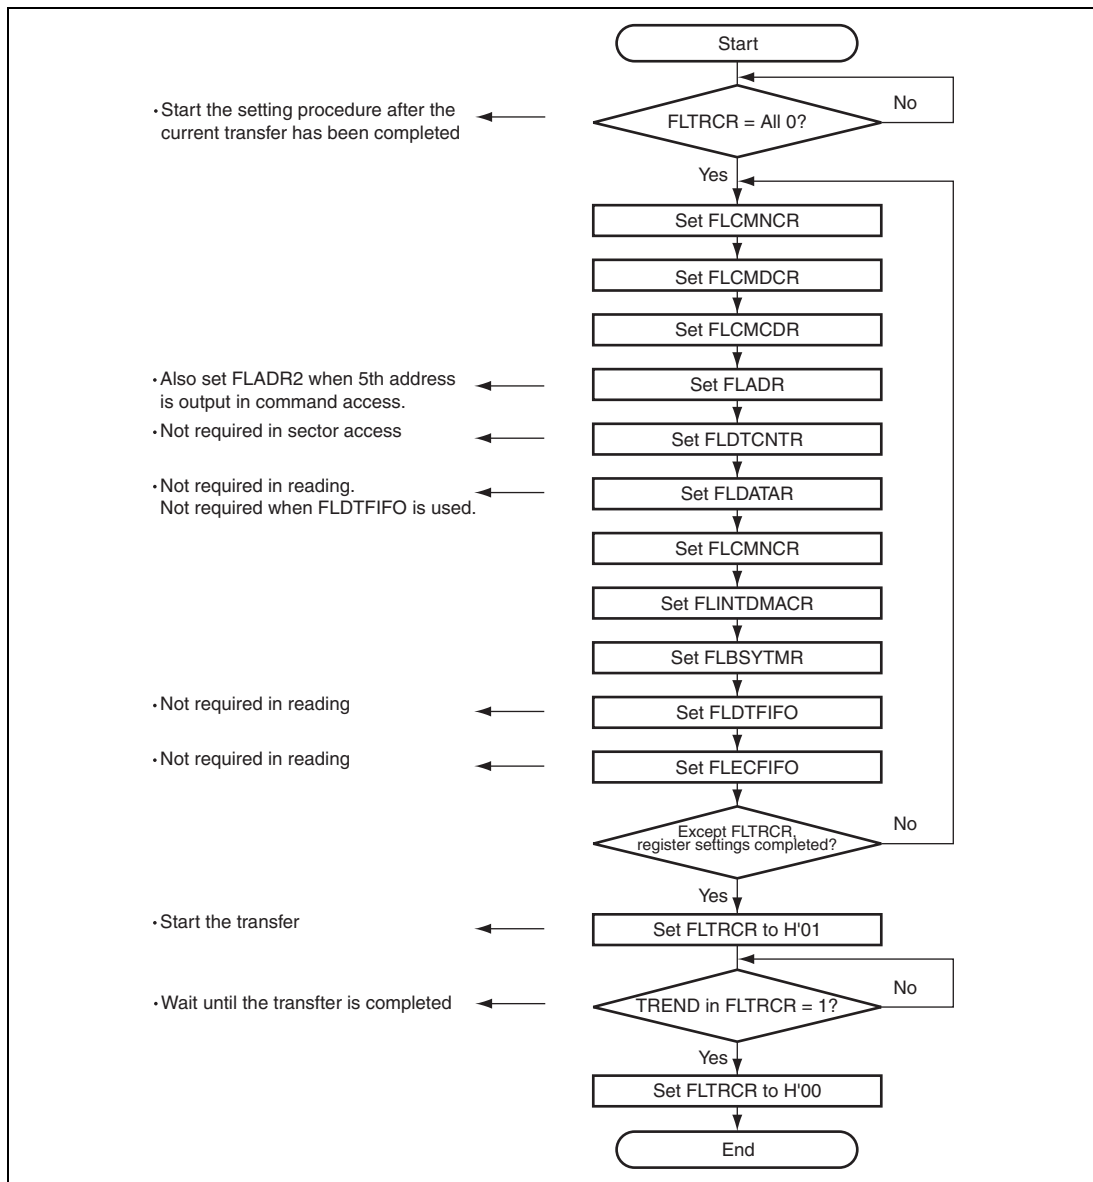 Start
No
• Start the setting procedure after the
current transfer has been completed
FLTRCR = All 0?
Yes
Set FLCMNCR
Set FLCMDCR
Set FLCMCDR
• Also set FLADR2 when 5th address
is output in command access.
Set FLADR
• Not required in sector access
Set FLDTCNTR
• Not required in reading.
Not required when FLDTFIFO is used.
Set FLDATAR
Set FLCMNCR
Set FLINTDMACR
Set FLBSYTMR
• Not required in reading
Set FLDTFIFO
• Not required in reading
Set FLECFIFO
No
Except FLTRCR,
register settings completed?
Yes
• Start the transfer
Set FLTRCR to H'01
No
• Wait until the transfter is completed
TREND in FLTRCR = 1?
Yes
Set FLTRCR to H'00
End